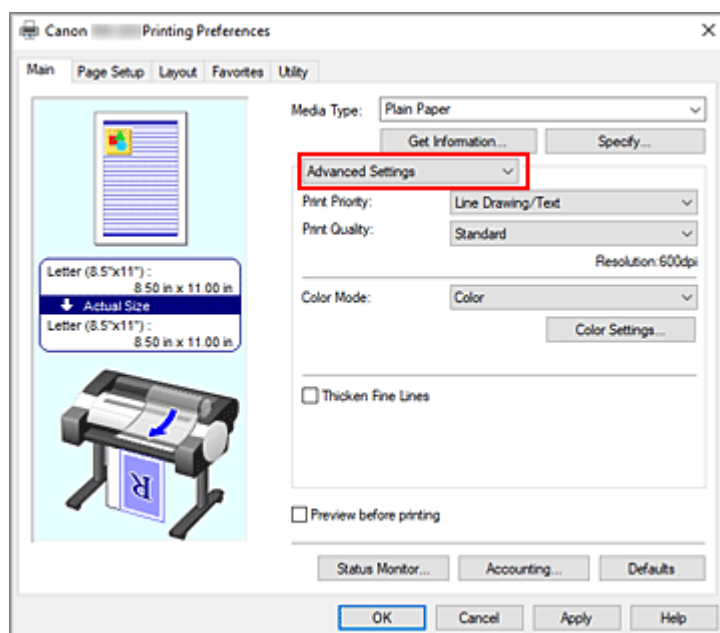 Canon Printing Preferences
Main Page Setup Layout Favorites Utility
Media Type: Plain Paper
Get Information... Specify...
Advanced Settings
Print Priority: Line Drawing/Text
Print Quality: Standard
Resolution:600dpi
Letter (8.5"x11") :
8.50 in x 11.00 in
Actual Size
Letter (8.5"x11") :
8.50 in x 11.00 in
Color Mode: Color
Color Settings...
Thicken Fine Lines
R
Preview before printing
Status Monitor... Accounting... Defaults
OK Cancel Apply Help